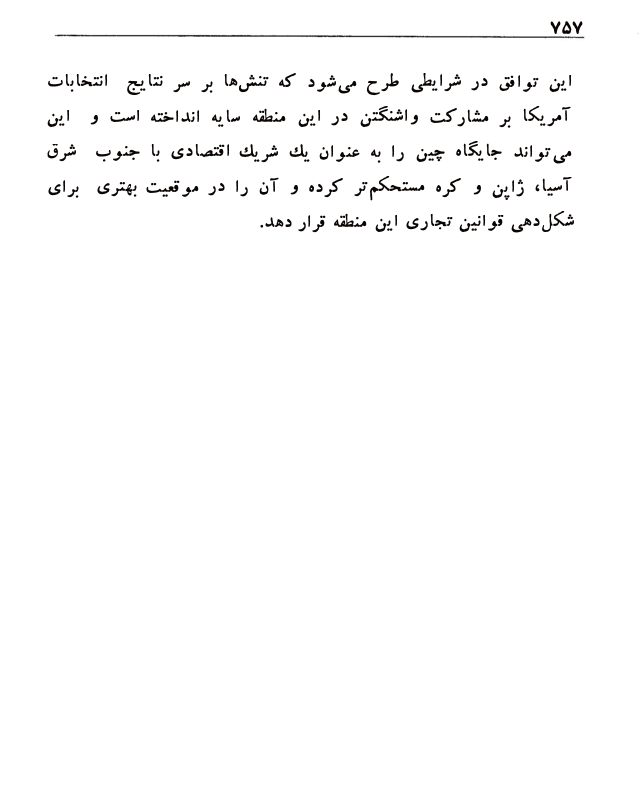 ۷۵۷
این توافق در شرایطی طرح می‌شود که تنش‌ها بر سر نتایج انتخابات
آمریکا بر مشارکت واشنگتن در این منطقه سایه انداخته است و این
می‌تواند جایگاه چین را به عنوان یك شریك اقتصادی با جنوب شرق
آسیا، ژاپن و کره مستحکم‌تر کرده و آن را در موقعیت بهتری برای
شکل‌دهی قوانین تجاری این منطقه قرار دهد.